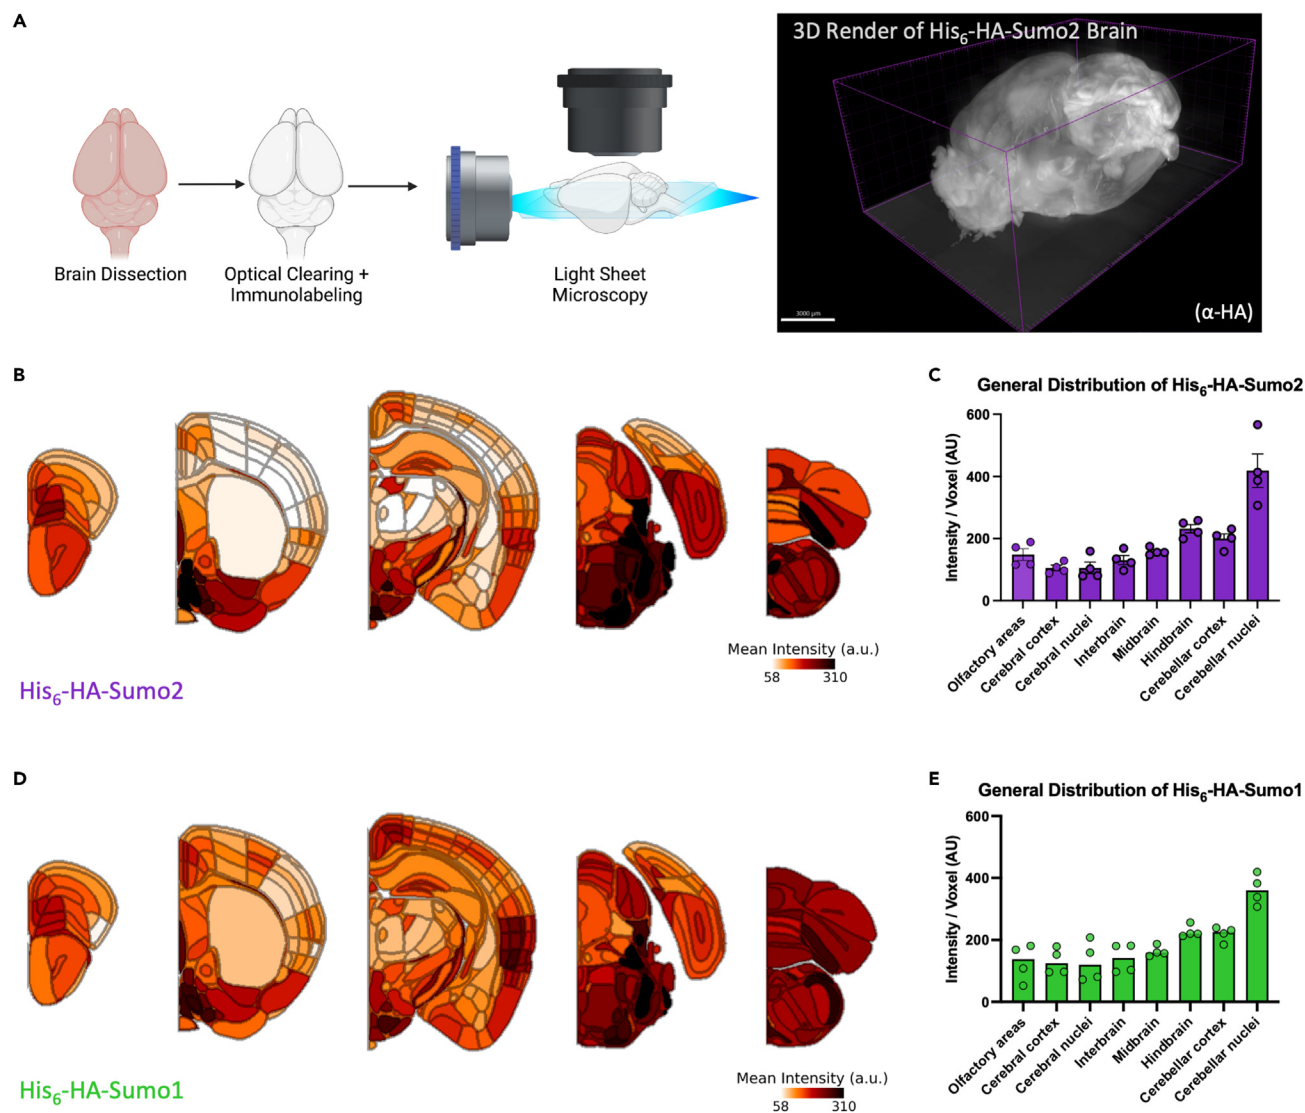 A
3D Render of His6-HA-Sumo2 Brain
Brain Dissection
Optical Clearing +
Immunolabeling
Light Sheet
Microscopy
3000 µm
(α-HA)
B
Mean Intensity (a.u.)
58 310
His6-HA-Sumo2
C
General Distribution of His6-HA-Sumo2
Intensity / Voxel (AU)
600
400
200
0
Olfactory areas
Cerebral cortex
Cerebral nuclei
Interbrain
Midbrain
Hindbrain
Cerebellar cortex
Cerebellar nuclei
D
Mean Intensity (a.u.)
58 310
His6-HA-Sumo1
E
General Distribution of His6-HA-Sumo1
Intensity / Voxel (AU)
600
400
200
0
Olfactory areas
Cerebral cortex
Cerebral nuclei
Interbrain
Midbrain
Hindbrain
Cerebellar cortex
Cerebellar nuclei